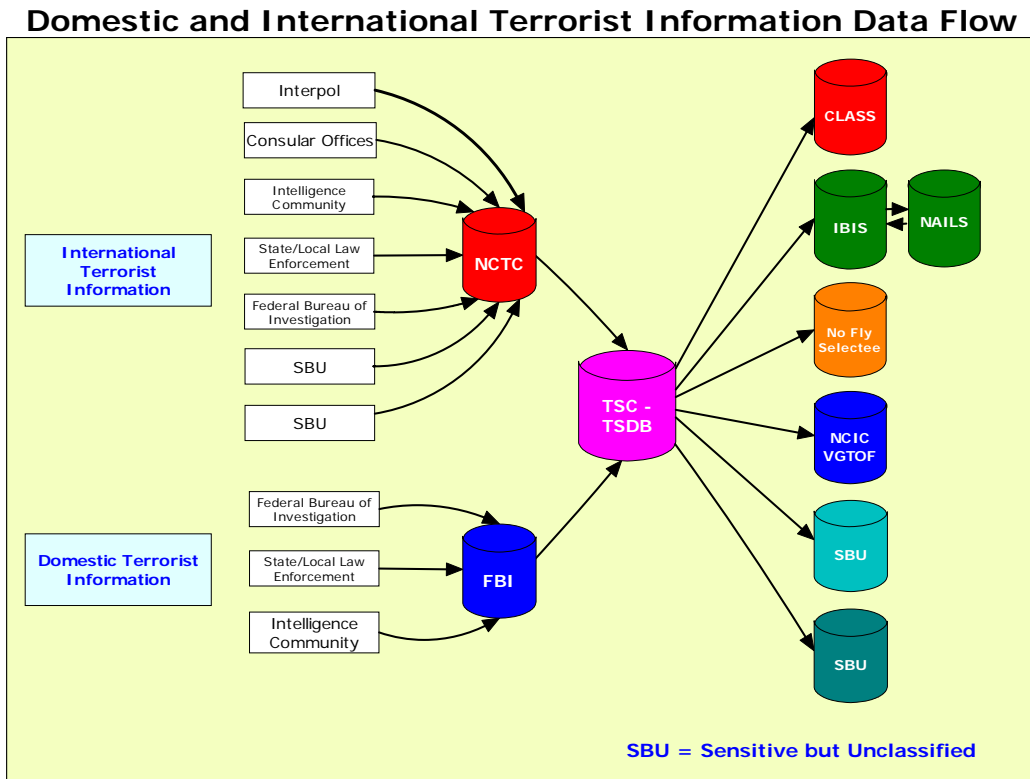 Domestic and International Terrorist Information Data Flow
Interpol
Consular Offices
Intelligence
Community
State/Local Law
Enforcement
Federal Bureau of
Investigation
SBU
SBU
International
Terrorist
Information
NCTC
Federal Bureau of
Investigation
State/Local Law
Enforcement
Intelligence
Community
Domestic Terrorist
Information
FBI
TSC -
TSDB
CLASS
IBIS
NAILS
No Fly
Selectee
NCIC
VGTOF
SBU
SBU
SBU = Sensitive but Unclassified